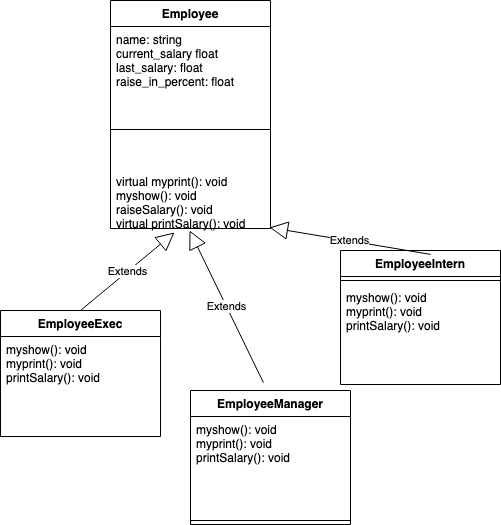 Employee
name: string
current_salary float
last_salary: float
raise_in_percent: float
virtual myprint(): void
myshow(): void
raiseSalary(): void
virtual printSalary(): void
Extends
Extends
Extends
EmployeeIntern
myshow(): void
myprint(): void
printSalary(): void
EmployeeExec
myshow(): void
myprint(): void
printSalary(): void
EmployeeManager
myshow(): void
myprint(): void
printSalary(): void